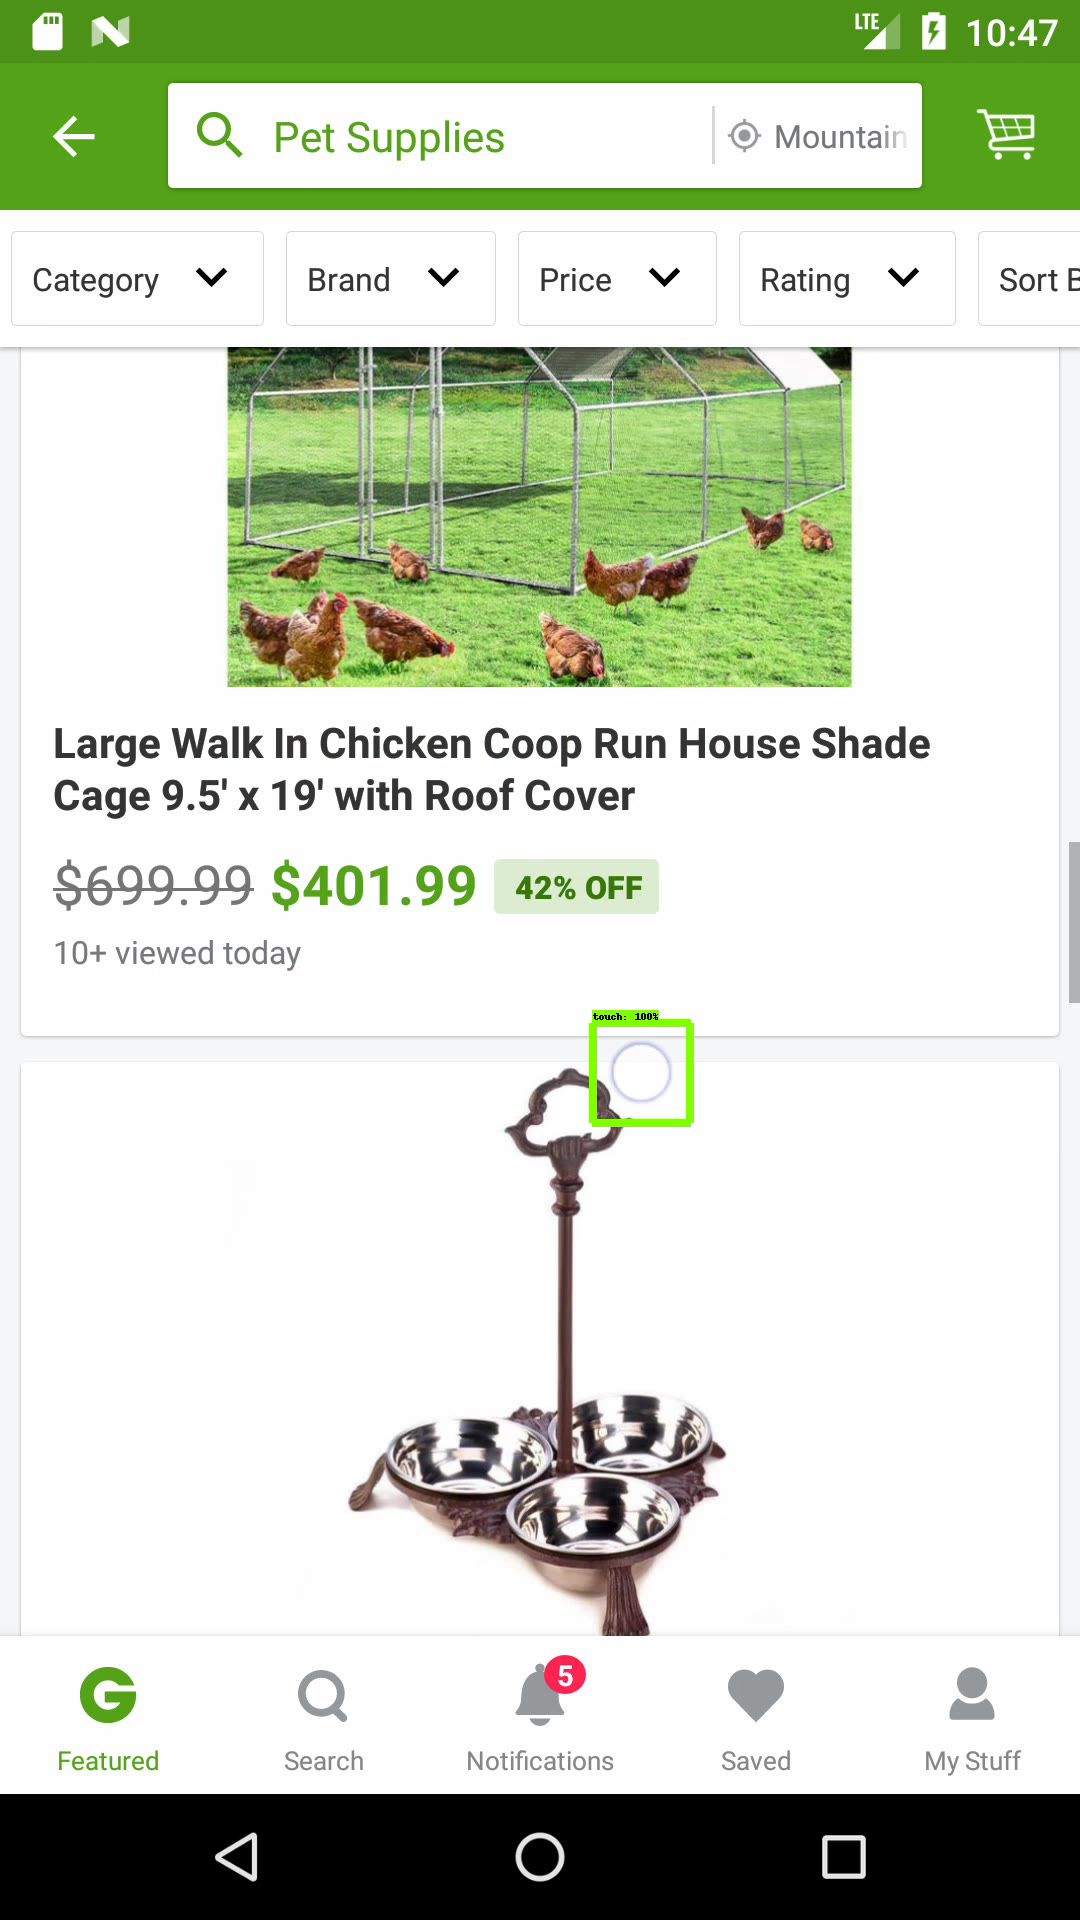 LTE 10:47
Pet Supplies Mountain
Category Brand Price Rating Sort B
Large Walk In Chicken Coop Run House Shade
Cage 9.5' x 19' with Roof Cover
$699.99 $401.99 42% OFF
10+ viewed today
touch: 100%
5
Featured Search Notifications Saved My Stuff